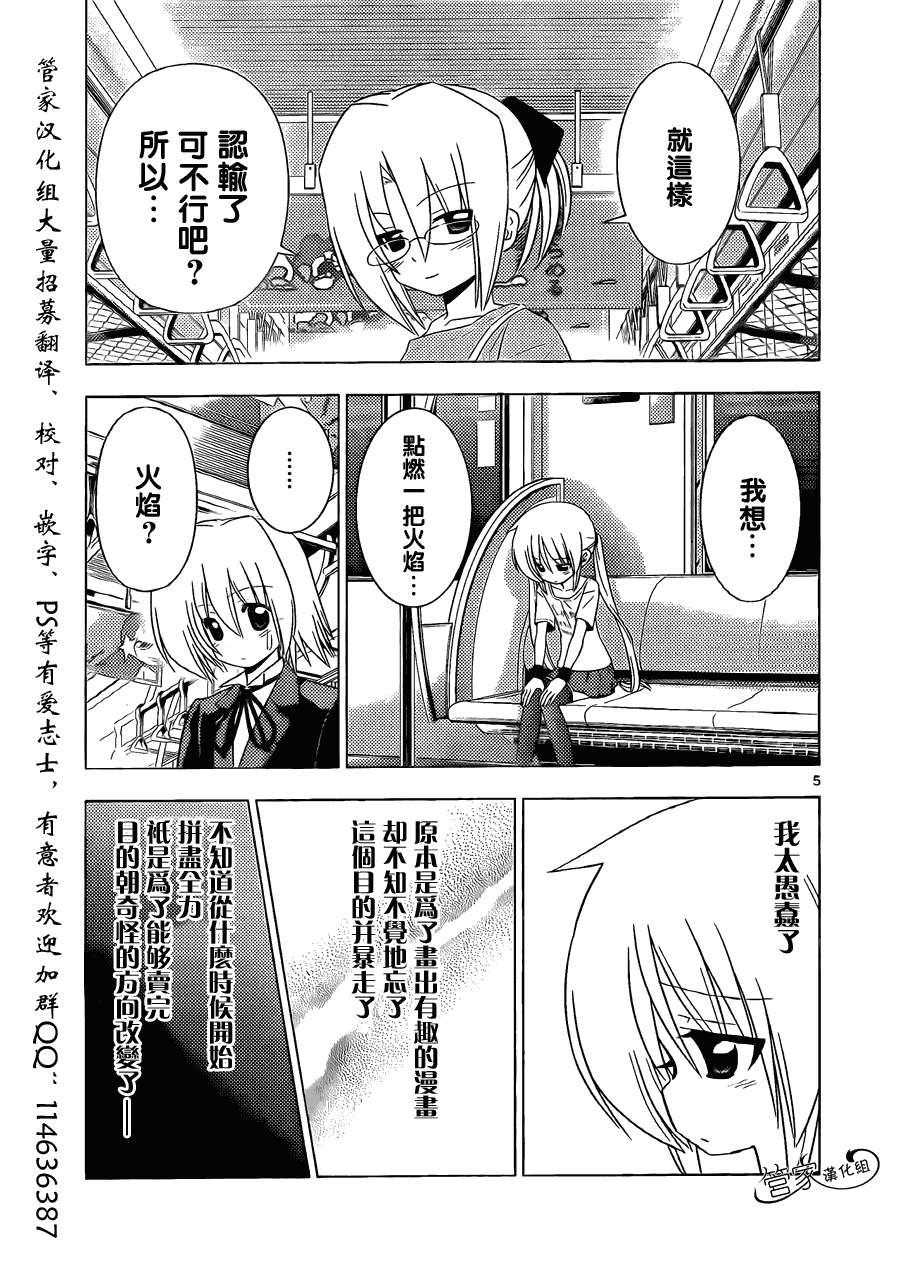 就這樣
認輸了
可不行吧？
所以…
我想…
點燃一把火焰…
……
火焰？
5
我太愚蠢了
原本是爲了畫出有趣的漫畫
却不知不覺地忘了
這個目的并暴走了
不知道從什麼時候開始
拼盡全力
衹是爲了能够賣完
目的朝奇怪的方向改變了—
管家汉化组大量招募翻译、校对、嵌字、PS等有爱志士，有意者欢迎加群QQ：114636387
管家漢化組